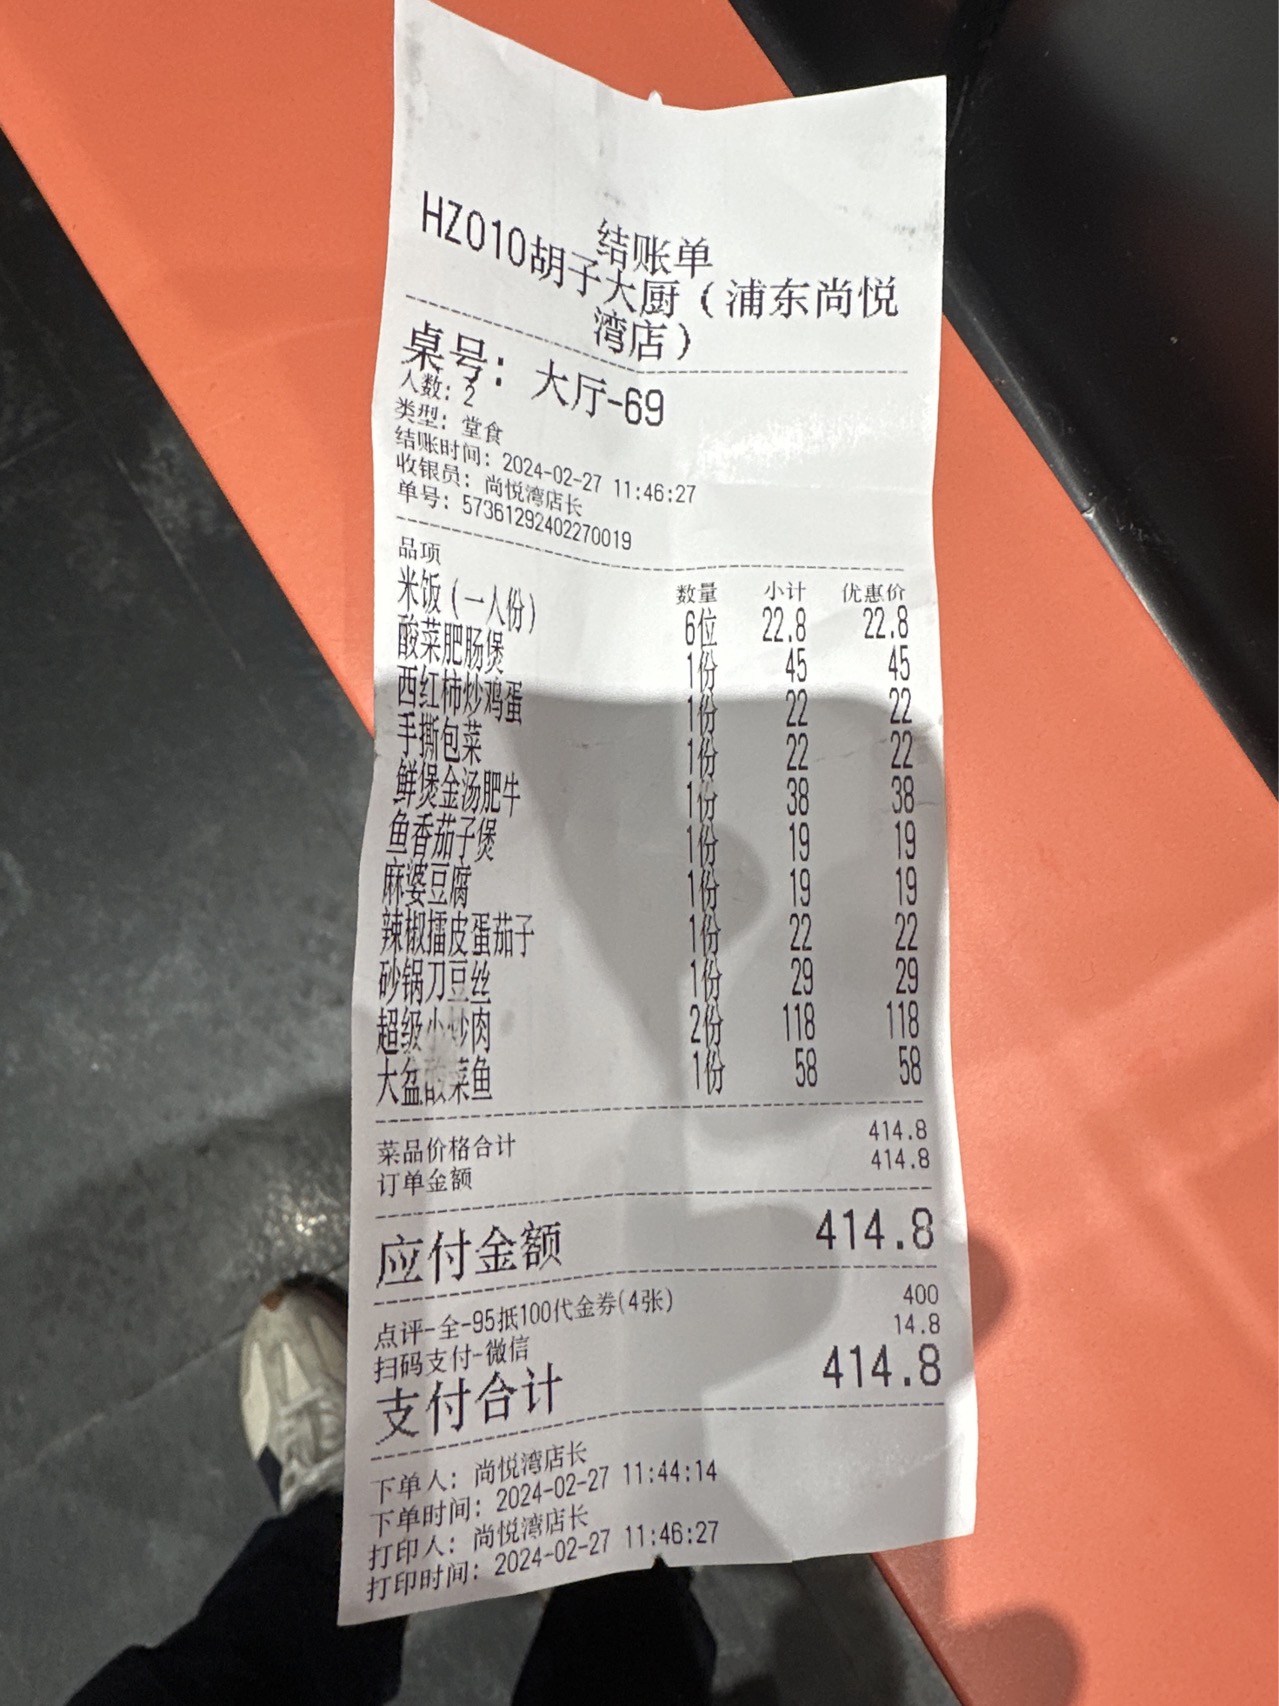 结账单
HZ010胡子大厨(浦东尚悦
湾店)
桌号: 大厅-69
人数: 2
类型: 堂食
结账时间: 2024-02-27 11:46:27
收银员: 尚悦湾店长
单号: 57361292402270019
品项 数量 小计 优惠价
米饭(一人份) 6位 22.8 22.8
酸菜肥肠煲 1份 45 45
西红柿炒鸡蛋 1份 22 22
手撕包菜 1份 22 22
鲜煲金汤肥牛 1份 38 38
鱼香茄子煲 1份 19 19
麻婆豆腐 1份 19 19
辣椒擂皮蛋茄子 1份 22 22
砂锅刀豆丝 1份 29 29
超级小炒肉 2份 118 118
大盆酸菜鱼 1份 58 58
菜品价格合计 414.8
订单金额 414.8
应付金额 414.8
点评-全-95抵100代金券(4张) 400
扫码支付-微信 14.8
支付合计 414.8
下单人: 尚悦湾店长
下单时间: 2024-02-27 11:44:14
打印人: 尚悦湾店长
打印时间: 2024-02-27 11:46:27